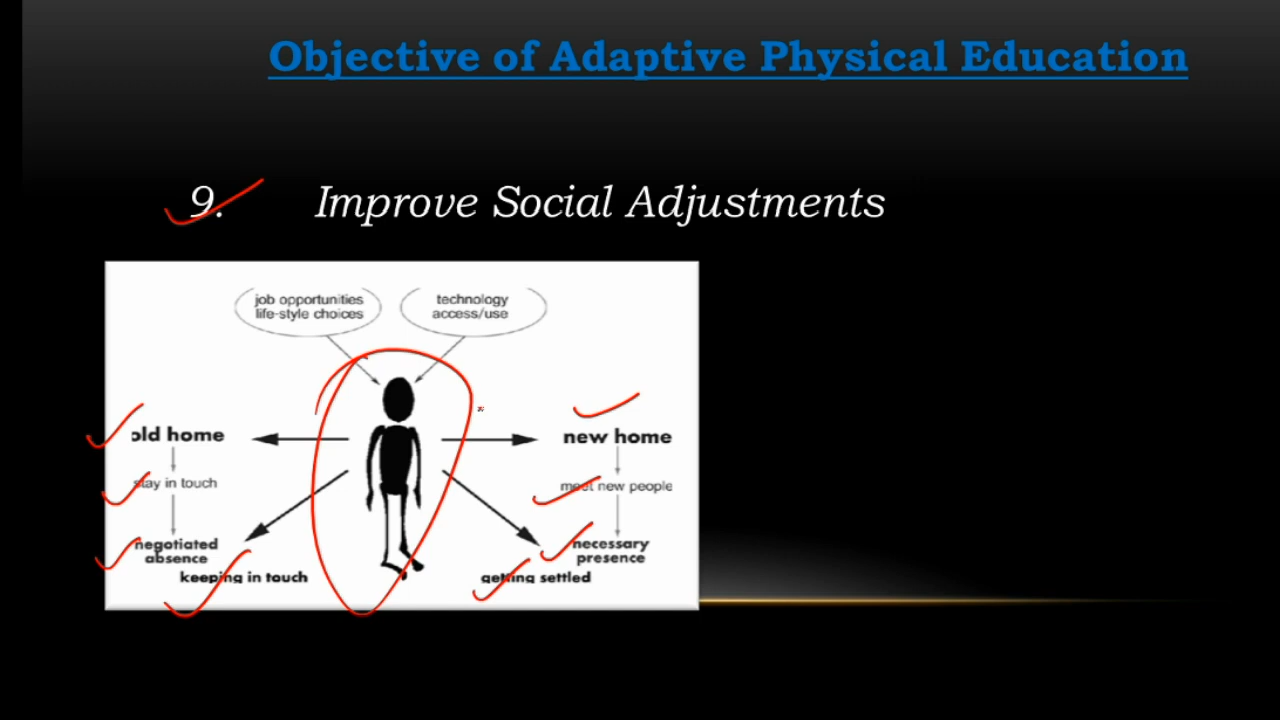 Objective of Adaptive Physical Education
9. Improve Social Adjustments
job opportunities
life-style choices
technology
access/use
old home
new home
stay in touch
meet new people
negotiated
absence
necessary
presence
keeping in touch
getting settled